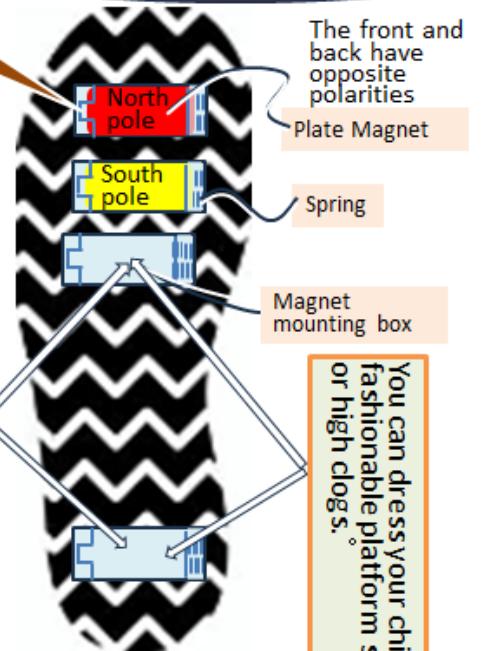 The front and
back have
opposite
polarities
North
pole
Plate Magnet
South
pole
Spring
Magnet
mounting box
You can dress your chi
fashionable platform s
or high clogs.